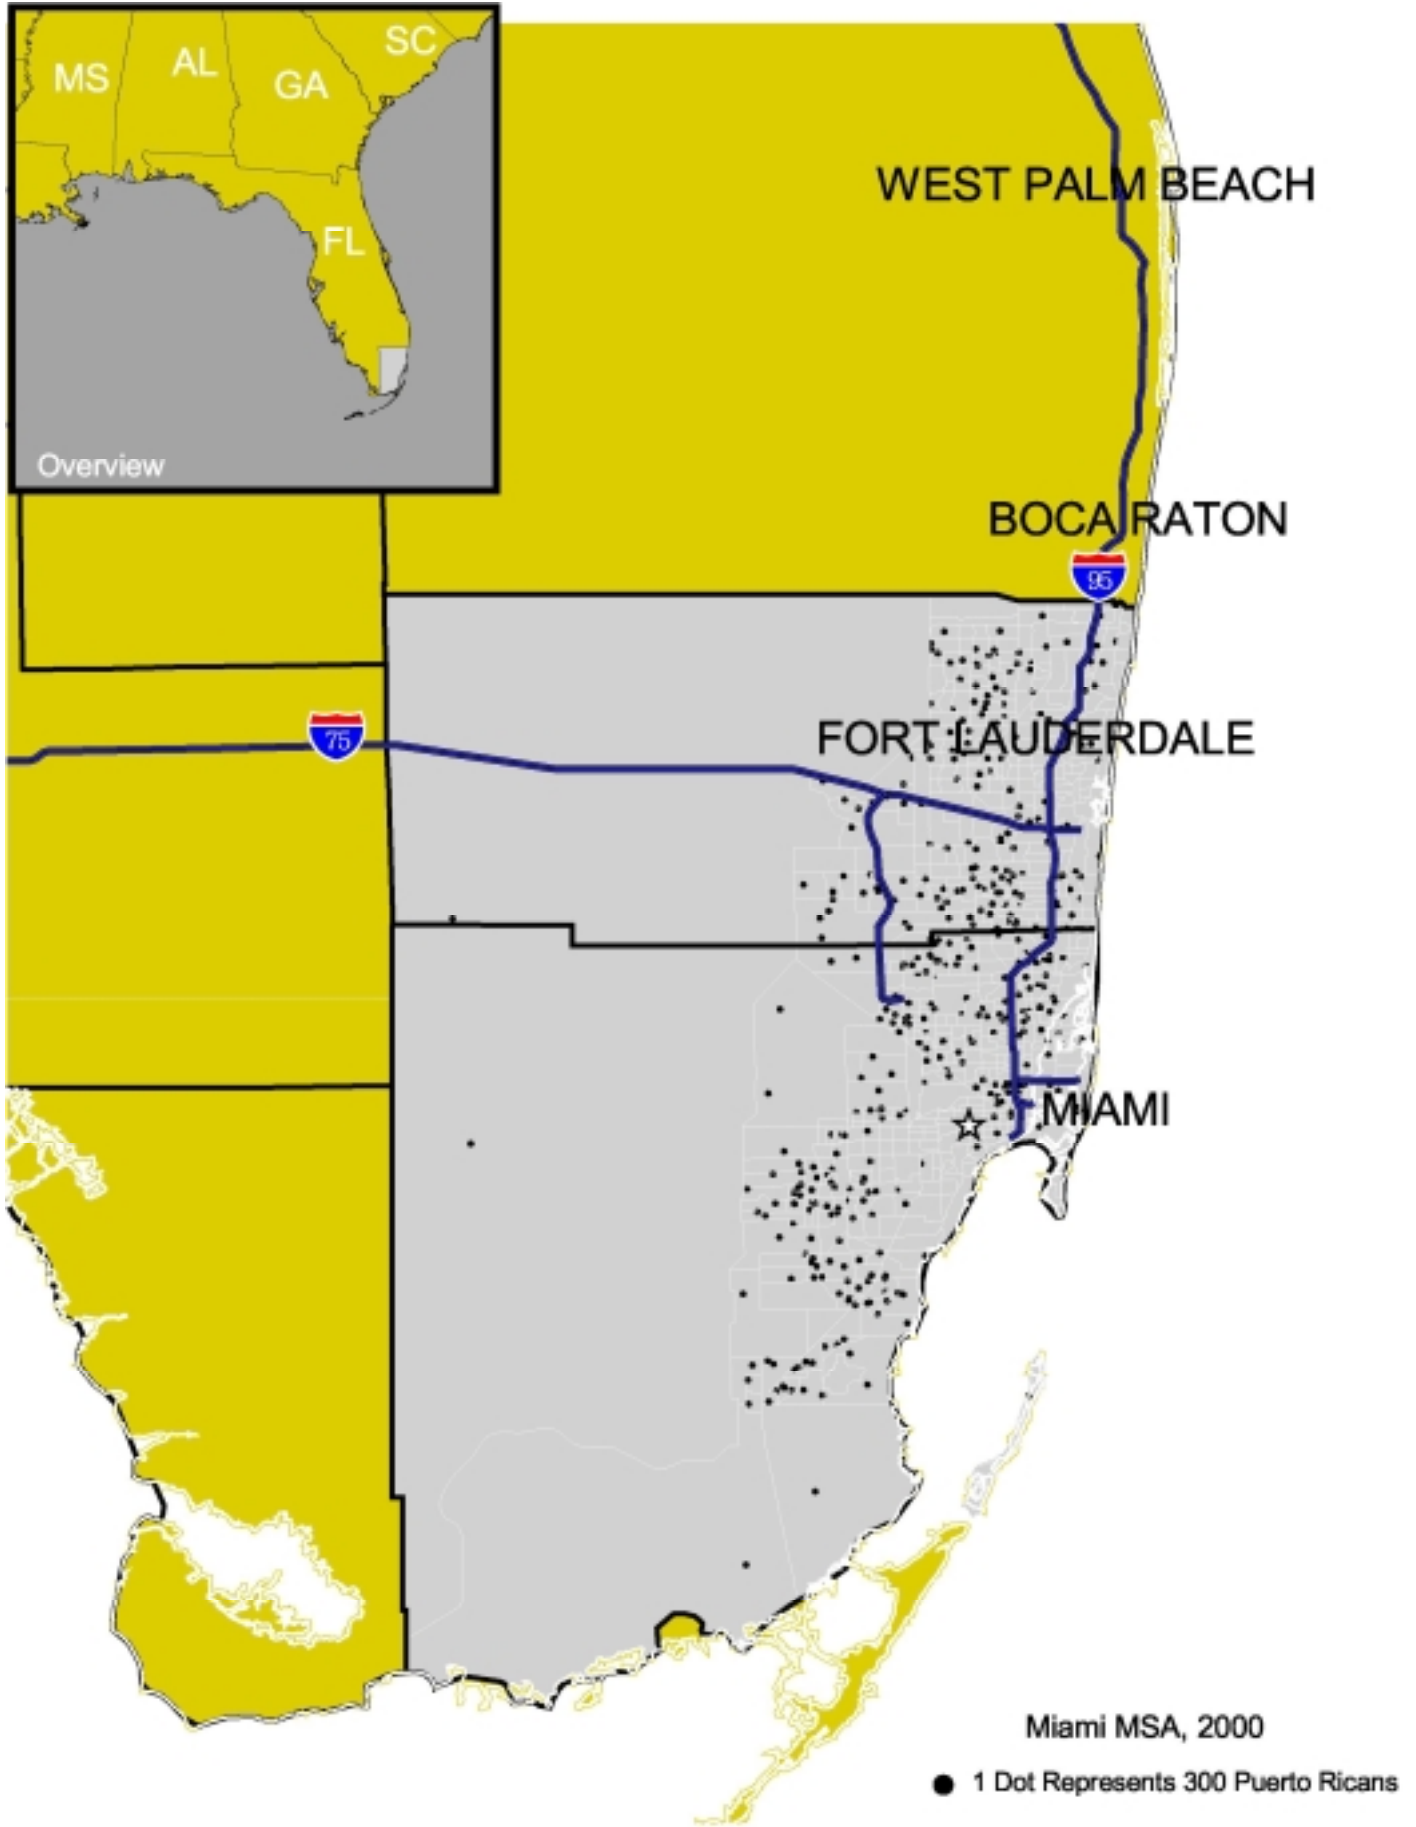 MS
AL
GA
SC
FL
Overview
WEST PALM BEACH
BOCA RATON
95
FORT LAUDERDALE
75
MIAMI
Miami MSA, 2000
1 Dot Represents 300 Puerto Ricans